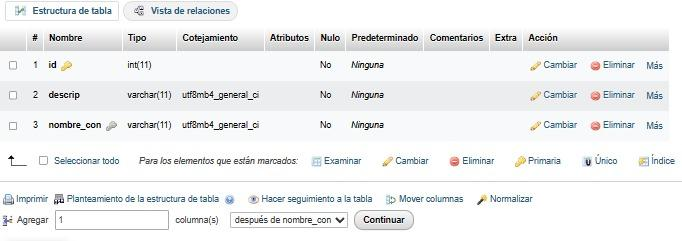 Estructura de tabla Vista de relaciones
# Nombre Tipo Cotejamiento Atributos Nulo Predeterminado Comentarios Extra Acción
1 id int(11) No Ninguna Cambiar Eliminar Más
2 descrip varchar(11) utf8mb4_general_ci No Ninguna Cambiar Eliminar Más
3 nombre_con varchar(11) utf8mb4_general_ci No Ninguna Cambiar Eliminar Más
Seleccionar todo Para los elementos que están marcados: Examinar Cambiar Eliminar Primaria Único Índice
Imprimir Planteamiento de la estructura de tabla Hacer seguimiento a la tabla Mover columnas Normalizar
Agregar 1 columna(s) después de nombre_con Continuar